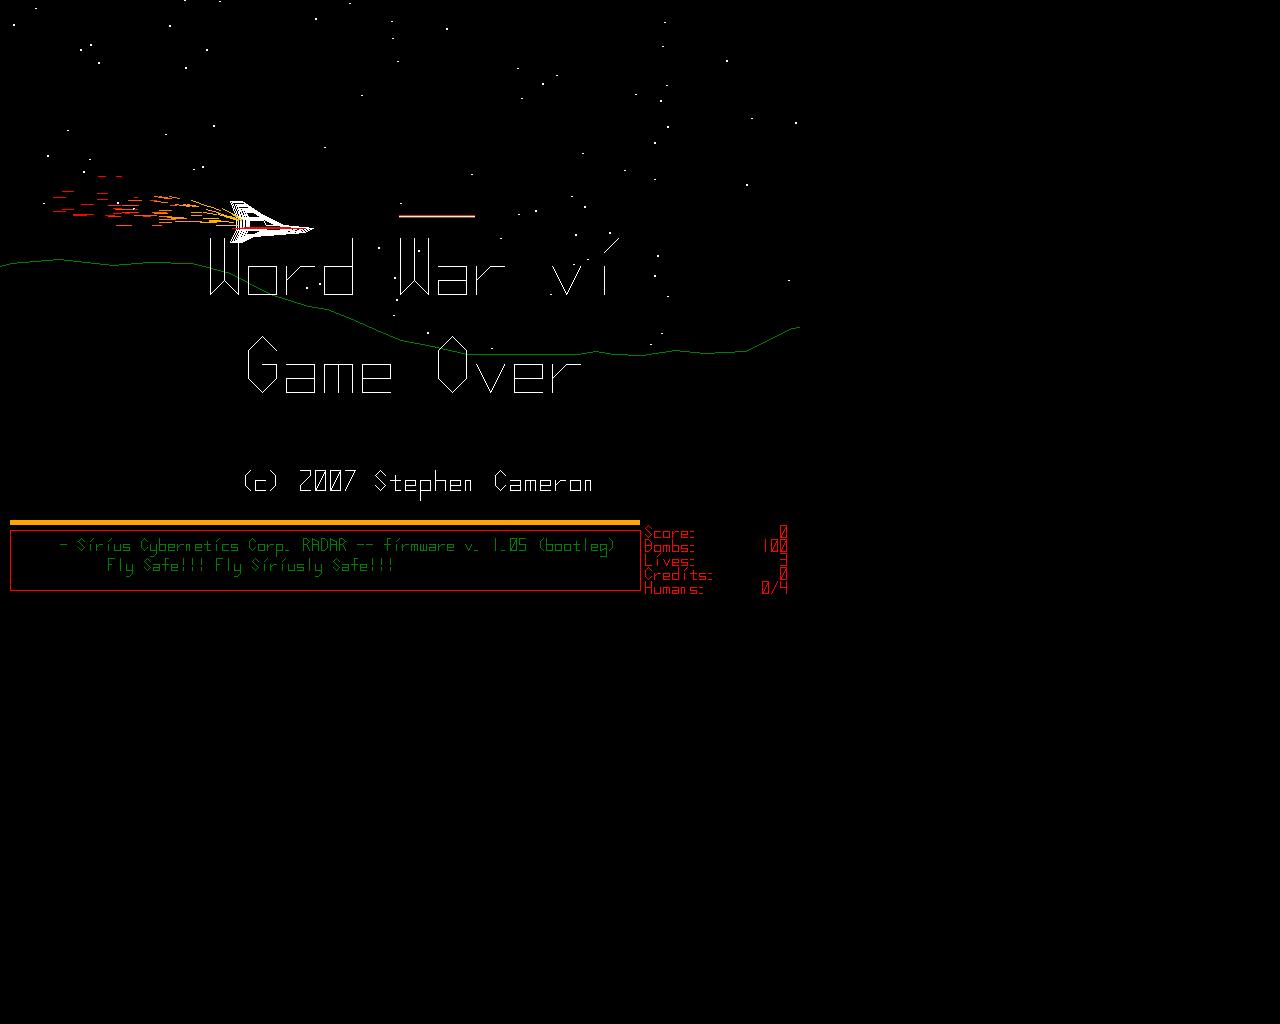 Word War vi
Game Over
(c) 2007 Stephen Cameron
- Sirius Cybernetics Corp. RADAR -- firmware v. 1.05 (bootleg)
Fly Safe!!! Fly Siriusly Safe!!!
Score: 0
Bombs: 100
Lives: 3
Credits: 0
Humans: 0/4